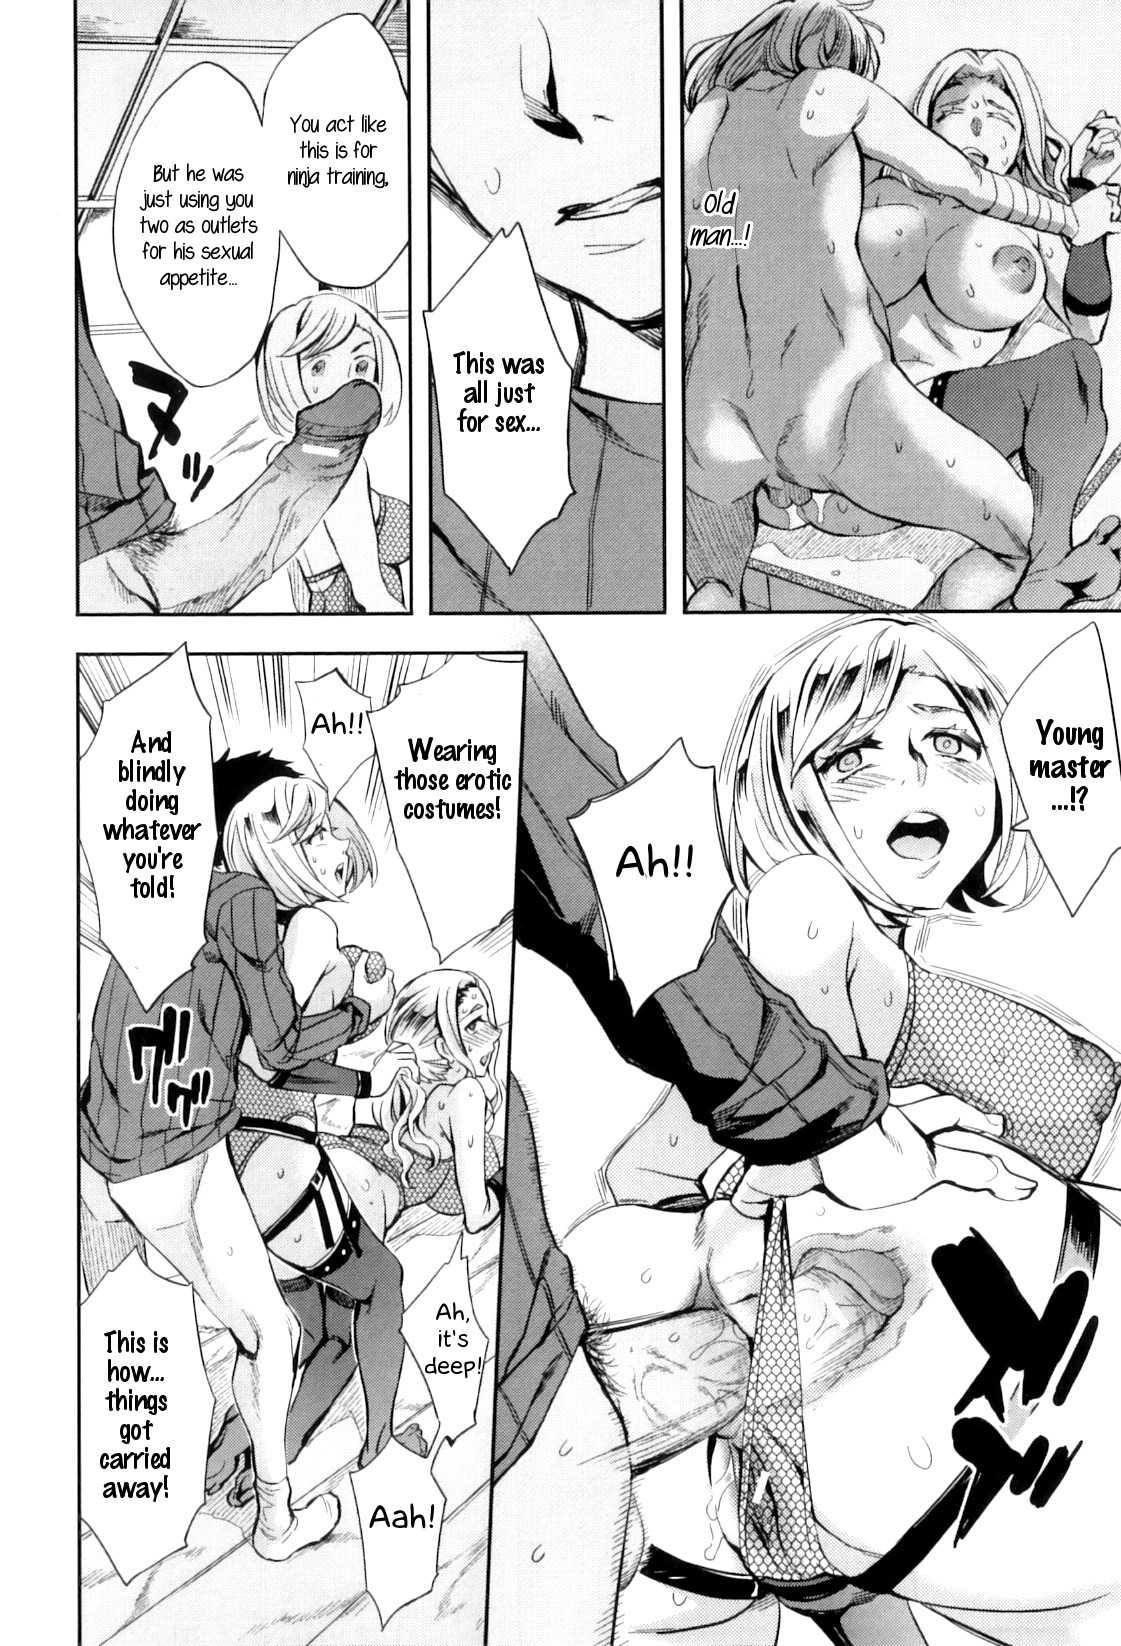 Old
man...!
This was
all just
for sex...
You act like
this is for
ninja training,
But he was
just using you
two as outlets
for his sexual
appetite...
ヌッ
Young
master
...!?
Ah!!
Wearing
those erotic
costumes!
Ah!!
And
blindly
doing
whatever
you're
told!
Ah,
it's
deep!
Aah!
This is
how...
things
got
carried
away!